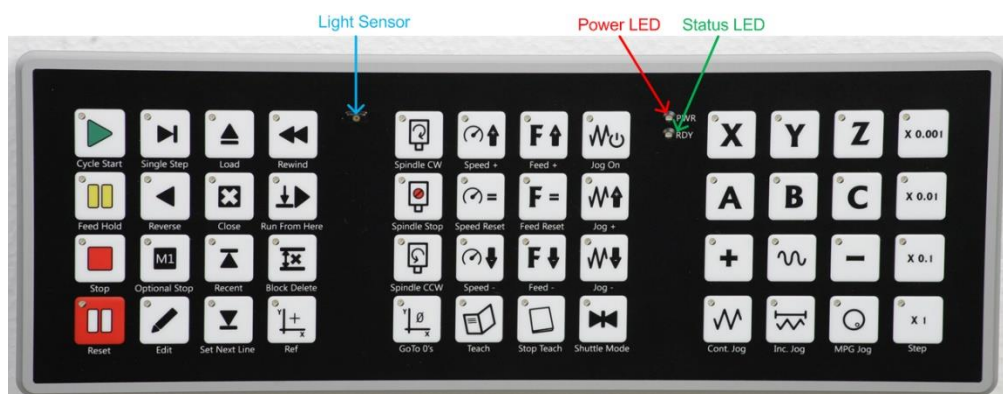 Light Sensor
Power LED Status LED
PWR
RDY
X Y Z X 0.001
Cycle Start Single Step Load Rewind Spindle CW Speed + Feed + Jog On
F
A B C X 0.01
Feed Hold Reverse Close Run From Here Spindle Stop Speed Reset Feed Reset Jog +
= F =
M1 F + − X 0.1
Stop Optional Stop Recent Block Delete Spindle CCW Speed - Feed - Jog -
Y + X Y Ø X X 1
Reset Edit Set Next Line Ref GoTo 0's Teach Stop Teach Shuttle Mode Cont. Jog Inc. Jog MPG Jog Step